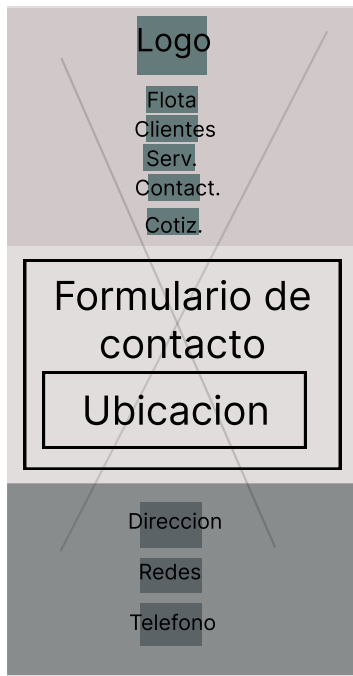 Logo
Flota
Clientes
Serv.
Contact.
Cotiz.
Formulario de
contacto
Ubicacion
Direccion
Redes
Telefono